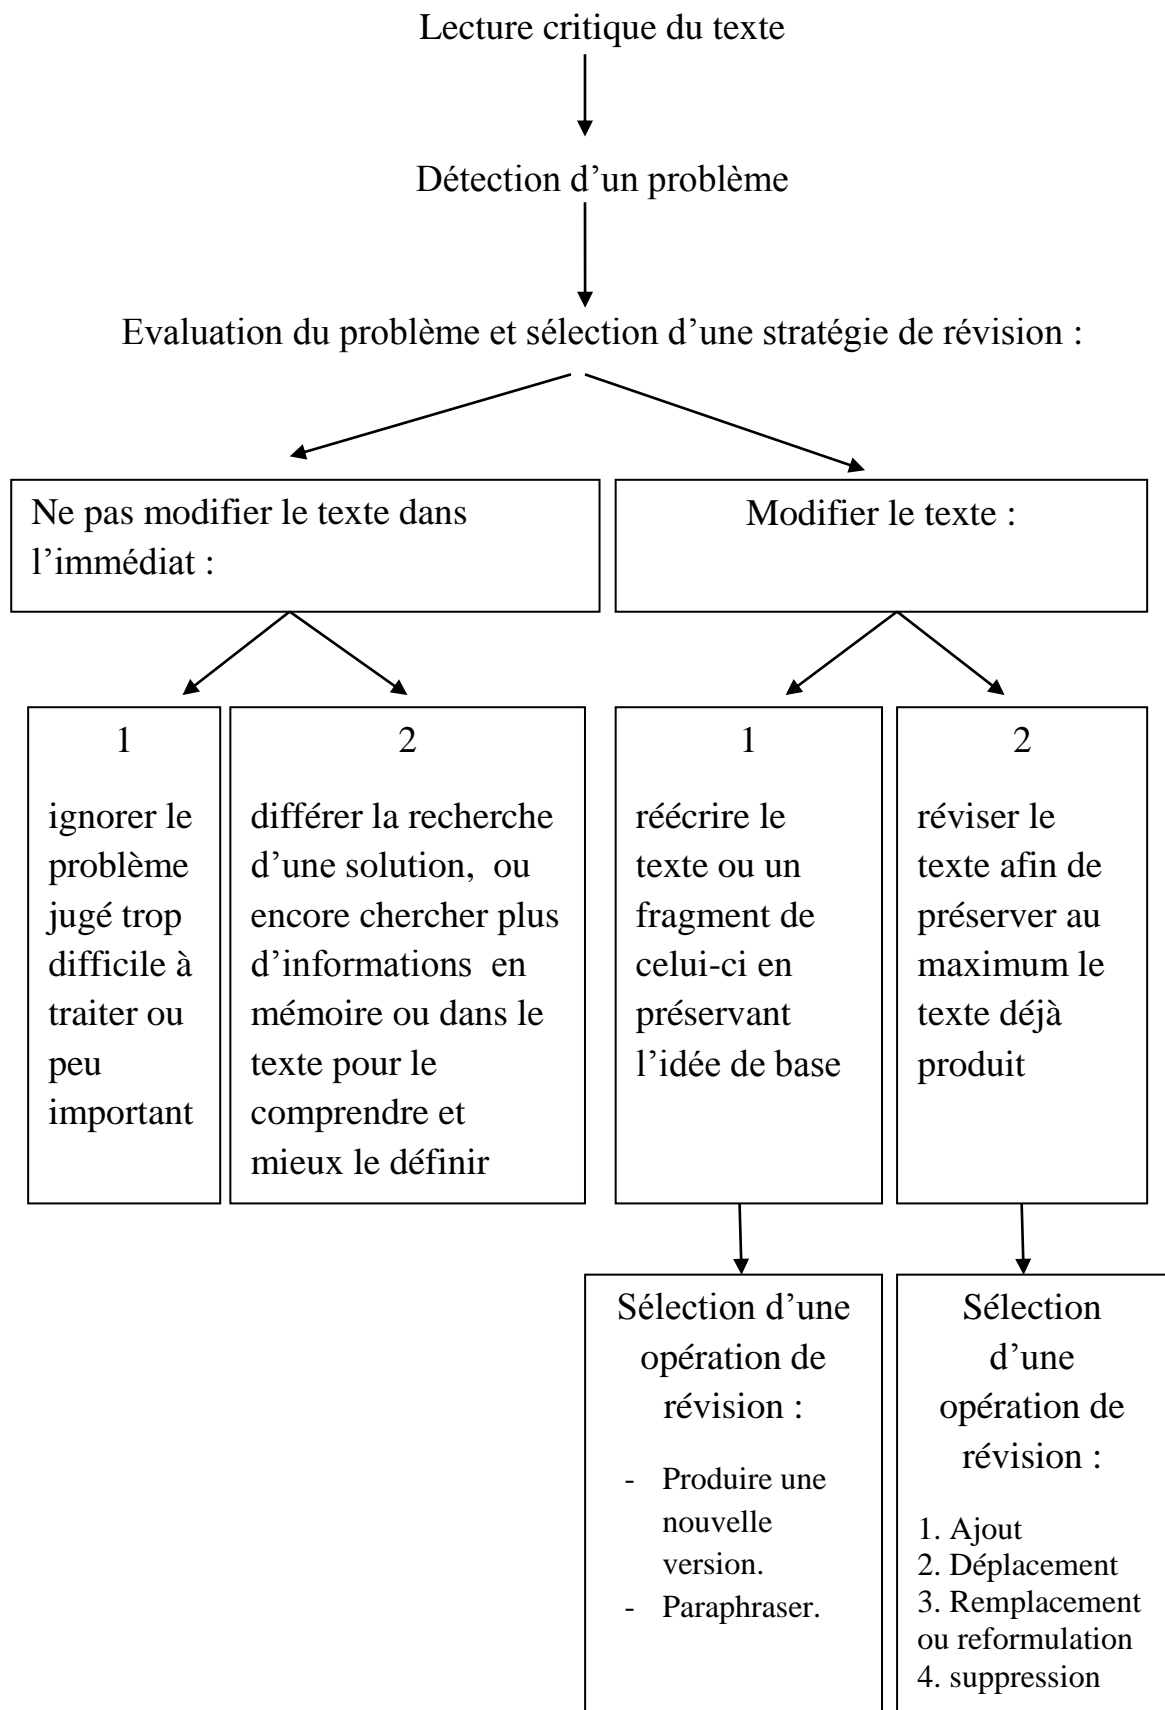 Lecture critique du texte
Détection d’un problème
Evaluation du problème et sélection d’une stratégie de révision :
Ne pas modifier le texte dans
l’immédiat :
Modifier le texte :
1
ignorer le
problème
jugé trop
difficile à
traiter ou
peu
important
2
différer la recherche
d’une solution, ou
encore chercher plus
d’informations en
mémoire ou dans le
texte pour le
comprendre et
mieux le définir
1
réécrire le
texte ou un
fragment de
celui-ci en
préservant
l’idée de base
2
réviser le
texte afin de
préserver au
maximum le
texte déjà
produit
Sélection d’une
opération de
révision :
- Produire une
nouvelle
version.
- Paraphraser.
Sélection
d’une
opération de
révision :
1. Ajout
2. Déplacement
3. Remplacement
ou reformulation
4. suppression